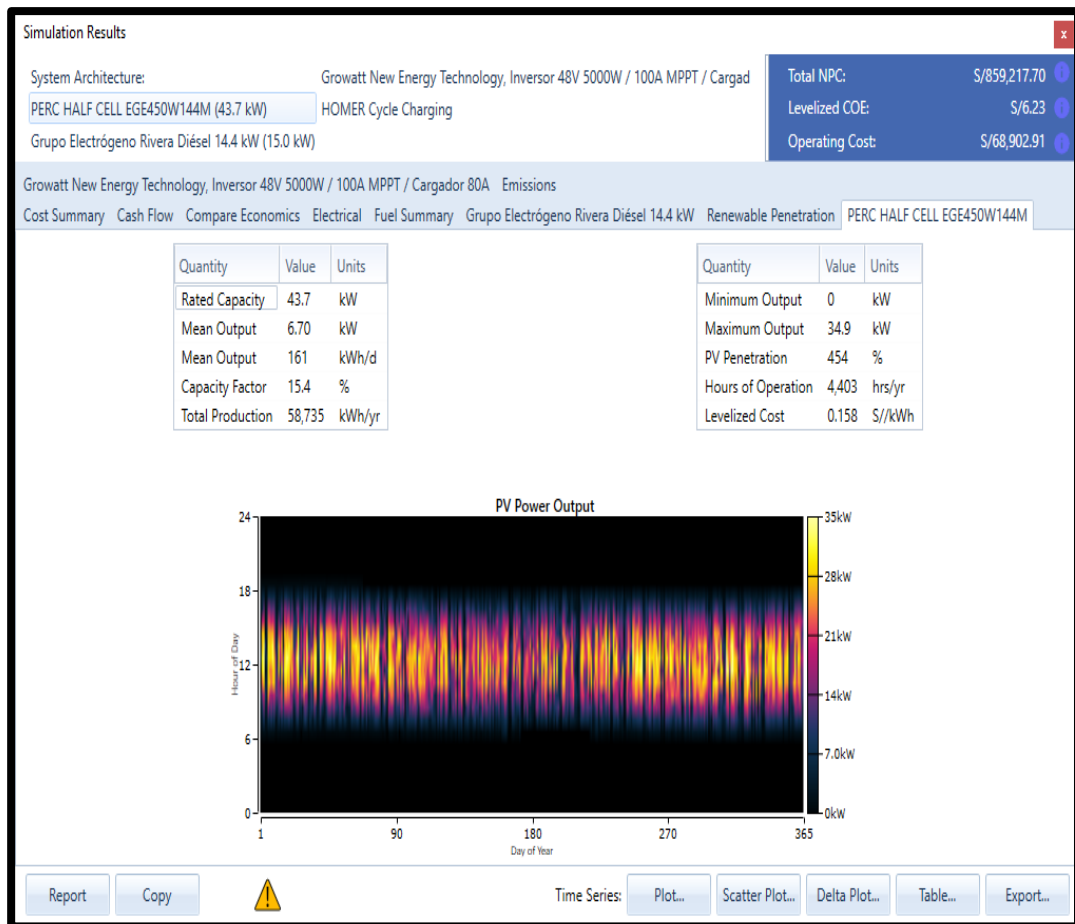 Simulation Results
x
System Architecture:
Growatt New Energy Technology, Inversor 48V 5000W / 100A MPPT / Cargad
PERC HALF CELL EGE450W144M (43.7 kW)
HOMER Cycle Charging
Grupo Electrógeno Rivera Diésel 14.4 kW (15.0 kW)
Total NPC: S/859,217.70
Levelized COE: S/6.23
Operating Cost: S/68,902.91
Growatt New Energy Technology, Inversor 48V 5000W / 100A MPPT / Cargador 80A Emissions
Cost Summary Cash Flow Compare Economics Electrical Fuel Summary Grupo Electrógeno Rivera Diésel 14.4 kW Renewable Penetration PERC HALF CELL EGE450W144M
Quantity Value Units
Rated Capacity 43.7 kW
Mean Output 6.70 kW
Mean Output 161 kWh/d
Capacity Factor 15.4 %
Total Production 58,735 kWh/yr
Quantity Value Units
Minimum Output 0 kW
Maximum Output 34.9 kW
PV Penetration 454 %
Hours of Operation 4,403 hrs/yr
Levelized Cost 0.158 S//kWh
PV Power Output
24
18
12
6
0
Hour of Day
1 90 180 270 365
Day of Year
35kW
28kW
21kW
14kW
7.0kW
0kW
Report Copy Time Series: Plot... Scatter Plot... Delta Plot... Table... Export...